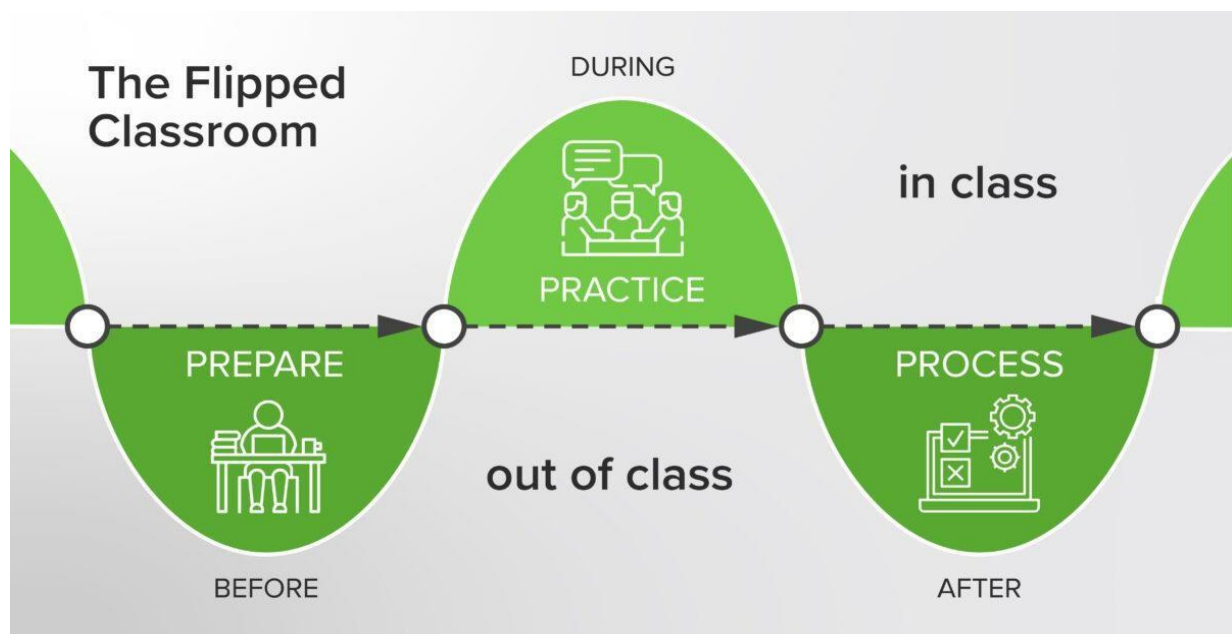 The Flipped
Classroom
DURING
in class
PRACTICE
PREPARE
PROCESS
out of class
BEFORE
AFTER